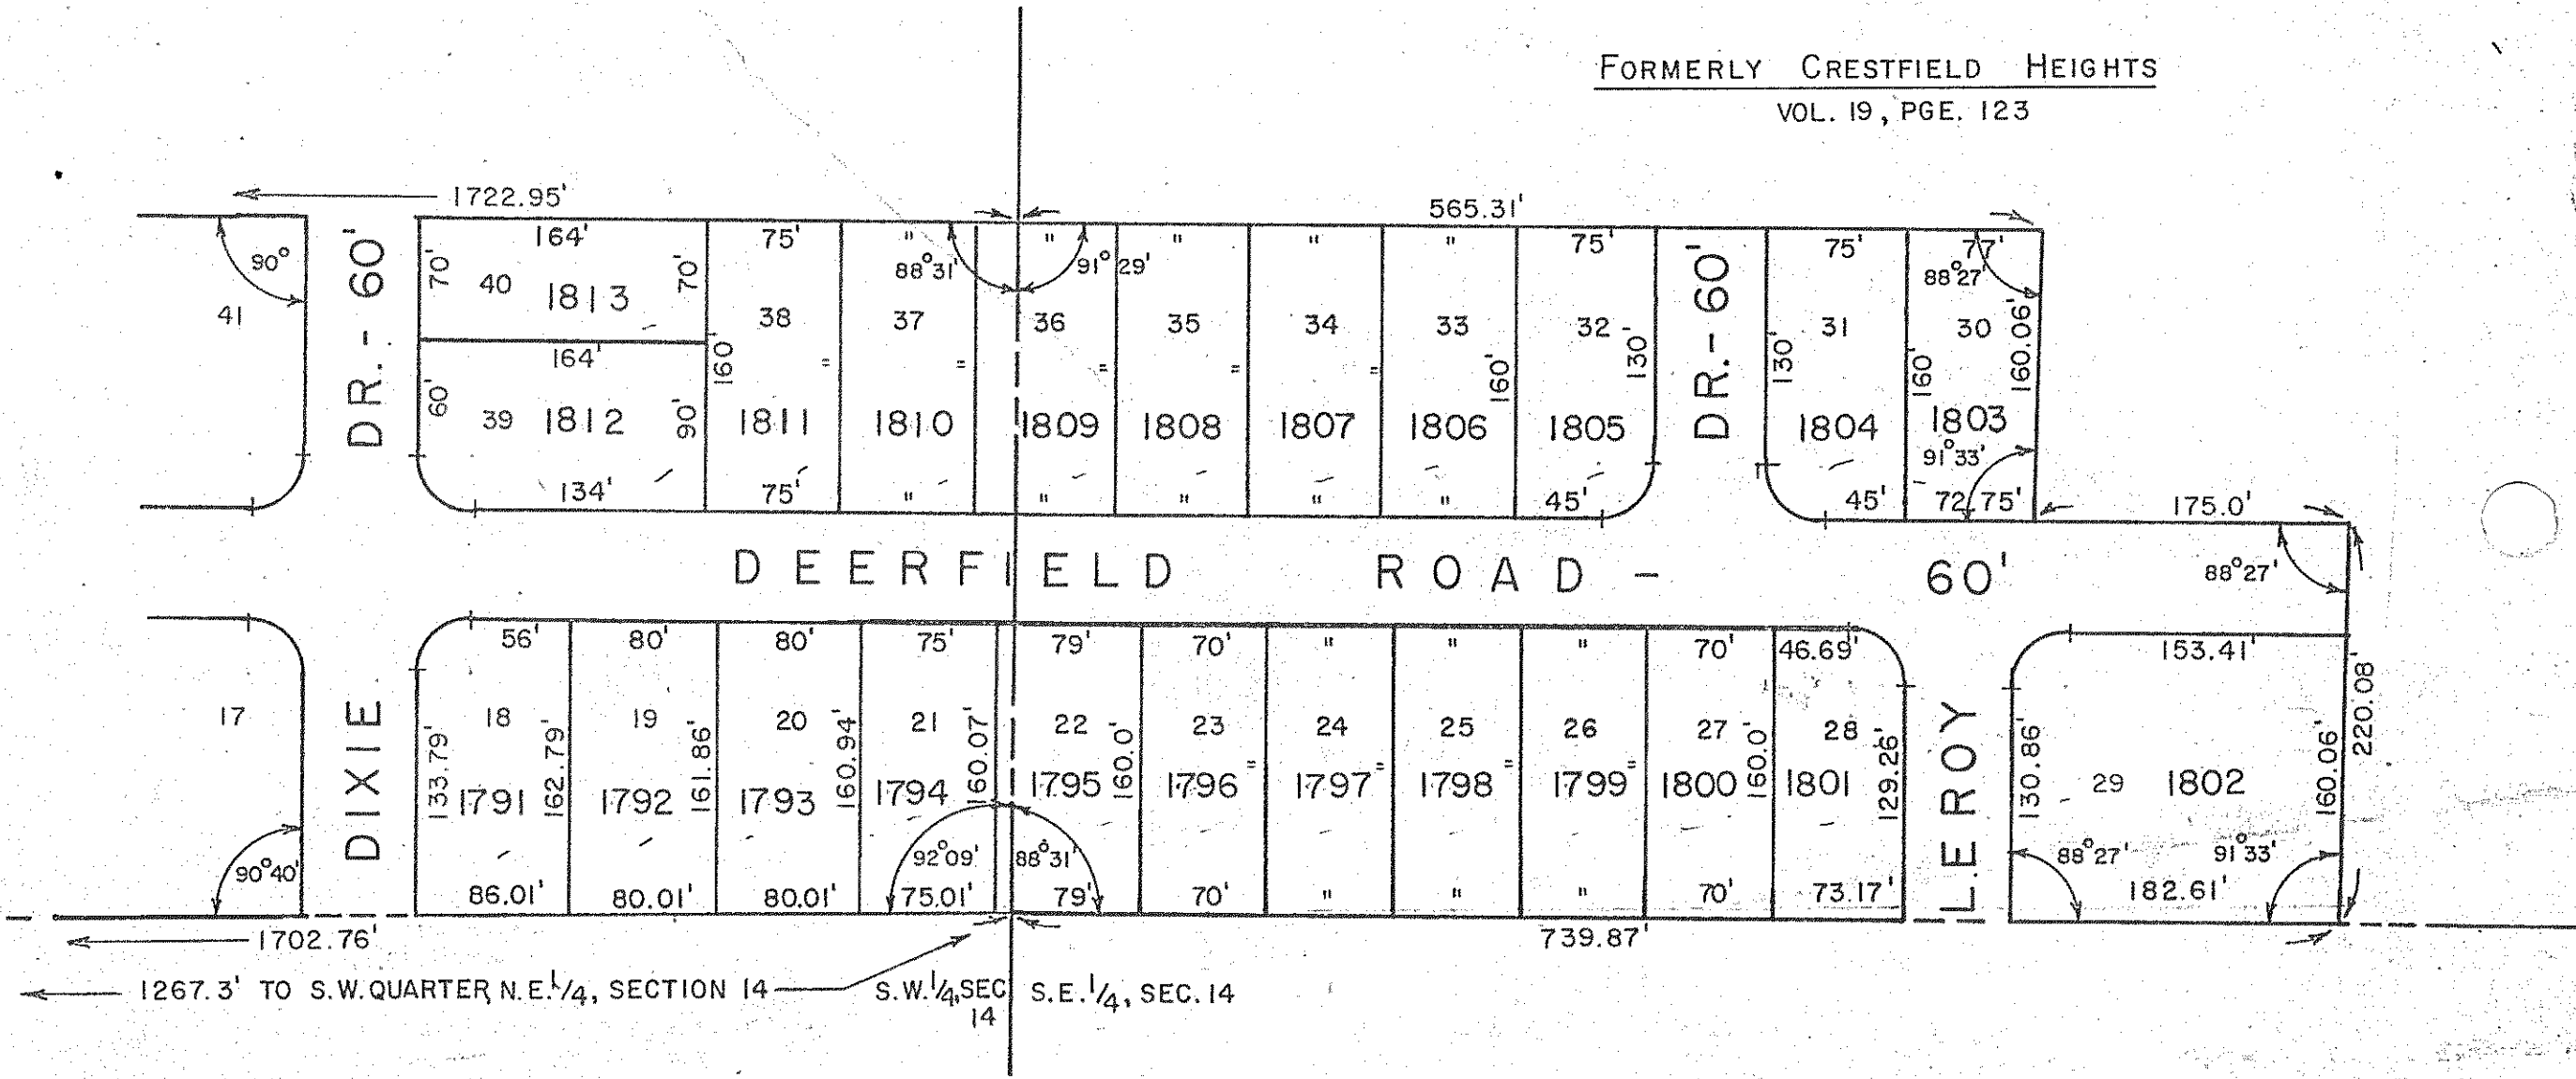 FORMERLY CRESTFIELD HEIGHTS
VOL. 19, PGE. 123
1722.95'
565.31'
164' 75' " " " " " 75' 75' 77'
90° 88°31' 91°29' 88°27'
41 70' 40 1813 70' 38 37 36 35 34 33 32 31 30
DR. - 60'
DR. - 60'
164' 160' = = = = = 160' 130' 130' 160' 160.06'
60' 39 1812 90' 1811 1810 1809 1808 1807 1806 1805 1804 1803
91°33'
134' 75' " " " " " 45' 45' 72.75' 175.0'
DEERFIELD ROAD - 60'
88°27'
56' 80' 80' 75' 79' 70' " " " 70' 46.69' 153.41'
17 18 19 20 21 22 23 24 25 26 27 28 29
DIXIE
LEROY
133.79' 162.79' 161.86' 160.94' 160.07' 160.0' = = = = 160.0' 129.26' 130.86' 160.06' 220.08'
1791 1792 1793 1794 1795 1796 1797 1798 1799 1800 1801 1802
90°40' 92°09' 88°31' 88°27' 91°33'
86.01' 80.01' 80.01' 75.01' 79' 70' " " " 70' 73.17' 182.61'
1702.76' 739.87'
1267.3' TO S.W. QUARTER, N.E. 1/4, SECTION 14
S.W. 1/4, SEC 14
S.E. 1/4, SEC. 14